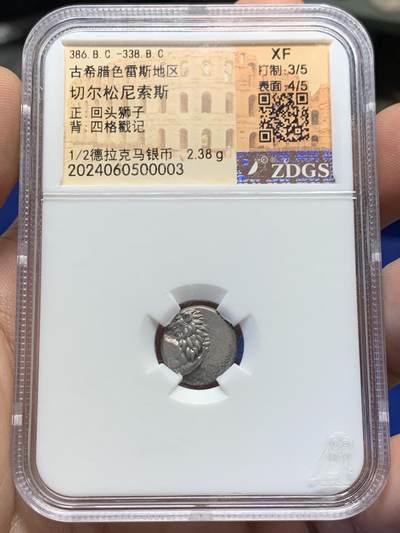 386 B.C -338.B C
XF
古希腊色雷斯地区
打制: 3/5
切尔松尼索斯
表面: 4/5
正: 回头狮子
背: 四格戳记
1/2德拉克马银币 2.38 g
2024060500003
ZDGS